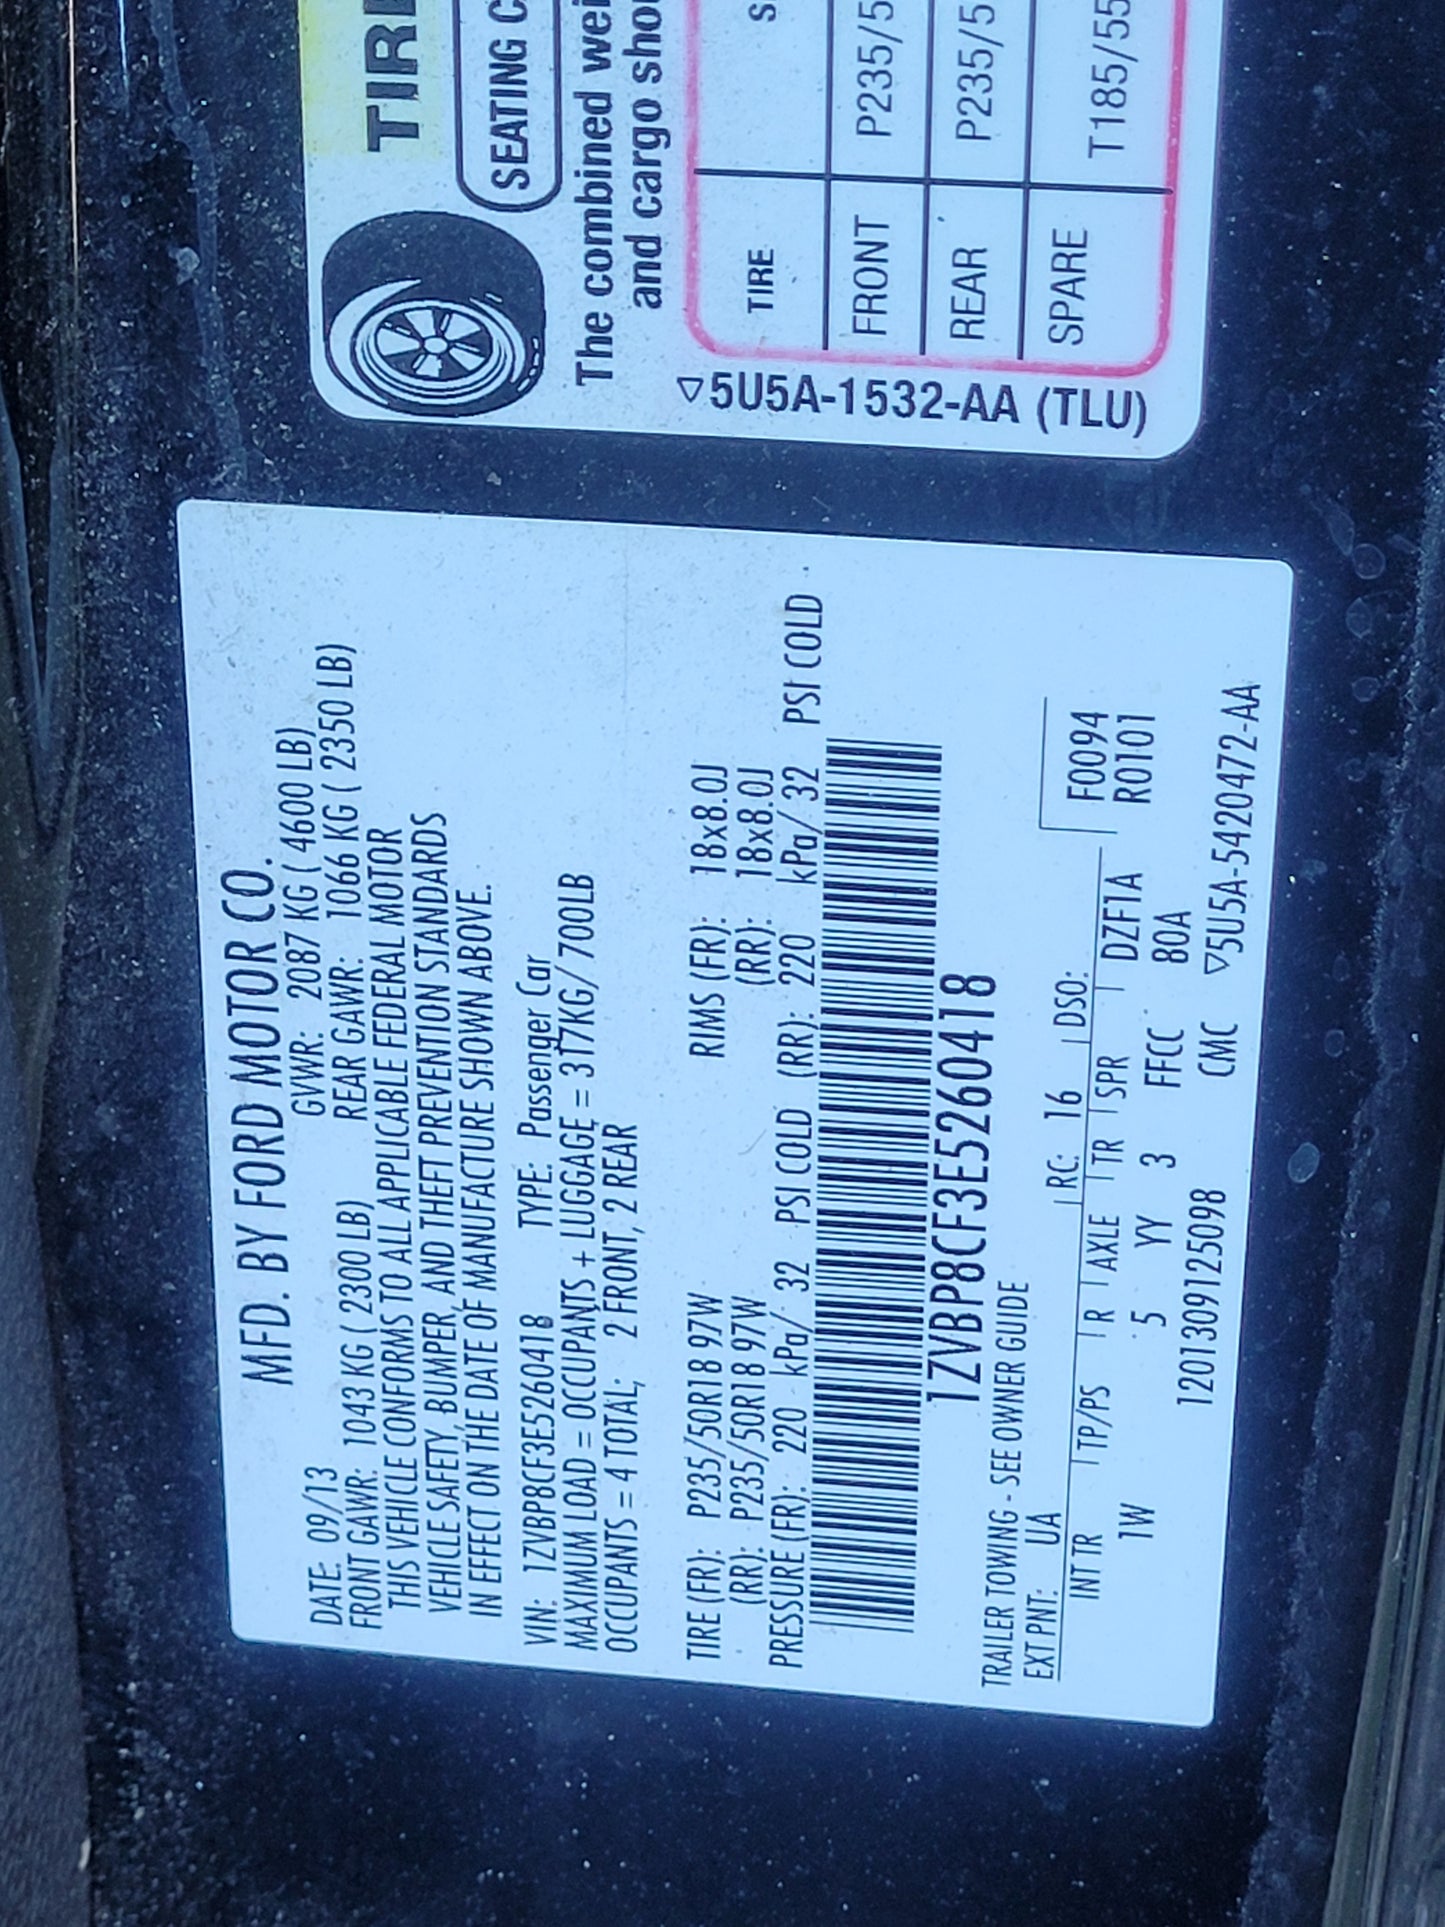 MFD. BY FORD MOTOR CO.
DATE: 09/13 GVWR: 2087 KG ( 4600 LB)
FRONT GAWR: 1043 KG ( 2300 LB) REAR GAWR: 1066 KG ( 2350 LB)
THIS VEHICLE CONFORMS TO ALL APPLICABLE FEDERAL MOTOR
VEHICLE SAFETY, BUMPER, AND THEFT PREVENTION STANDARDS
IN EFFECT ON THE DATE OF MANUFACTURE SHOWN ABOVE.
VIN: 1ZVBP8CF3E5260418 TYPE: Passenger Car
MAXIMUM LOAD = OCCUPANTS + LUGGAGE = 317KG/700LB
OCCUPANTS = 4 TOTAL; 2 FRONT, 2 REAR
TIRE (FR): P235/50R18 97W RIMS (FR): 18x8.0J
(RR): P235/50R18 97W (RR): 18x8.0J
PRESSURE (FR): 220 kPa/ 32 PSI COLD (RR): 220 kPa/ 32 PSI COLD
1ZVBP8CF3E5260418
TRAILER TOWING - SEE OWNER GUIDE
EXT PNT: UA RC: 16 DSO: F0094
INT TR TP/PS R AXLE TR SPR DZF1A R0101
1W 5 YY 3 FFCC 80A
1201309125098 CMC ▽5U5A-5420472-AA
TIRE
SEATING C
The combined wei
and cargo shou
TIRE S
FRONT P235/5
REAR P235/5
SPARE T185/55
▽5U5A-1532-AA (TLU)